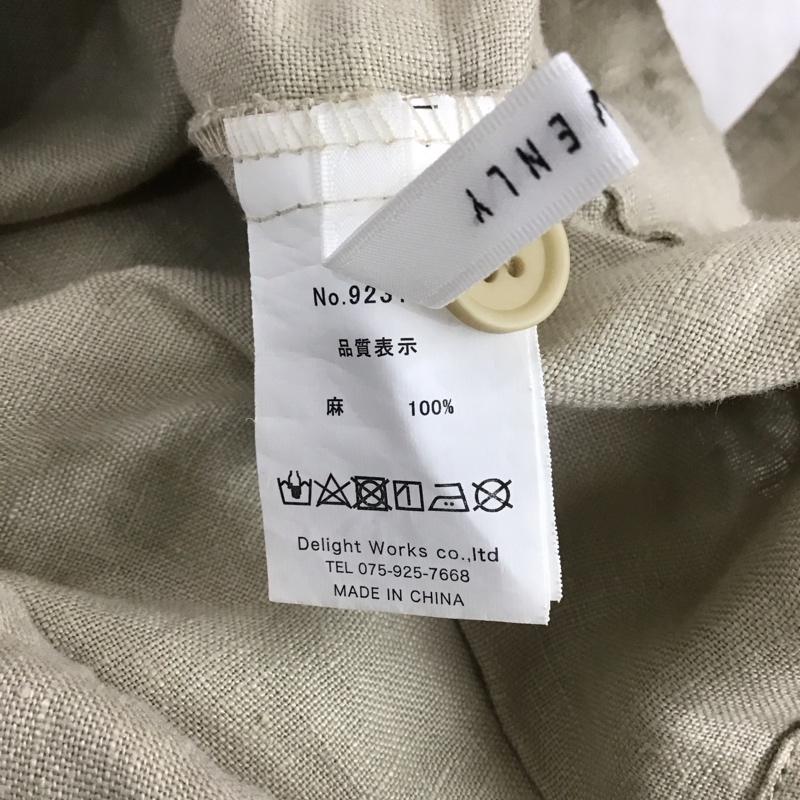 ENLY
No.923
品質表示
麻 100%
Delight Works co.,ltd
TEL 075-925-7668
MADE IN CHINA